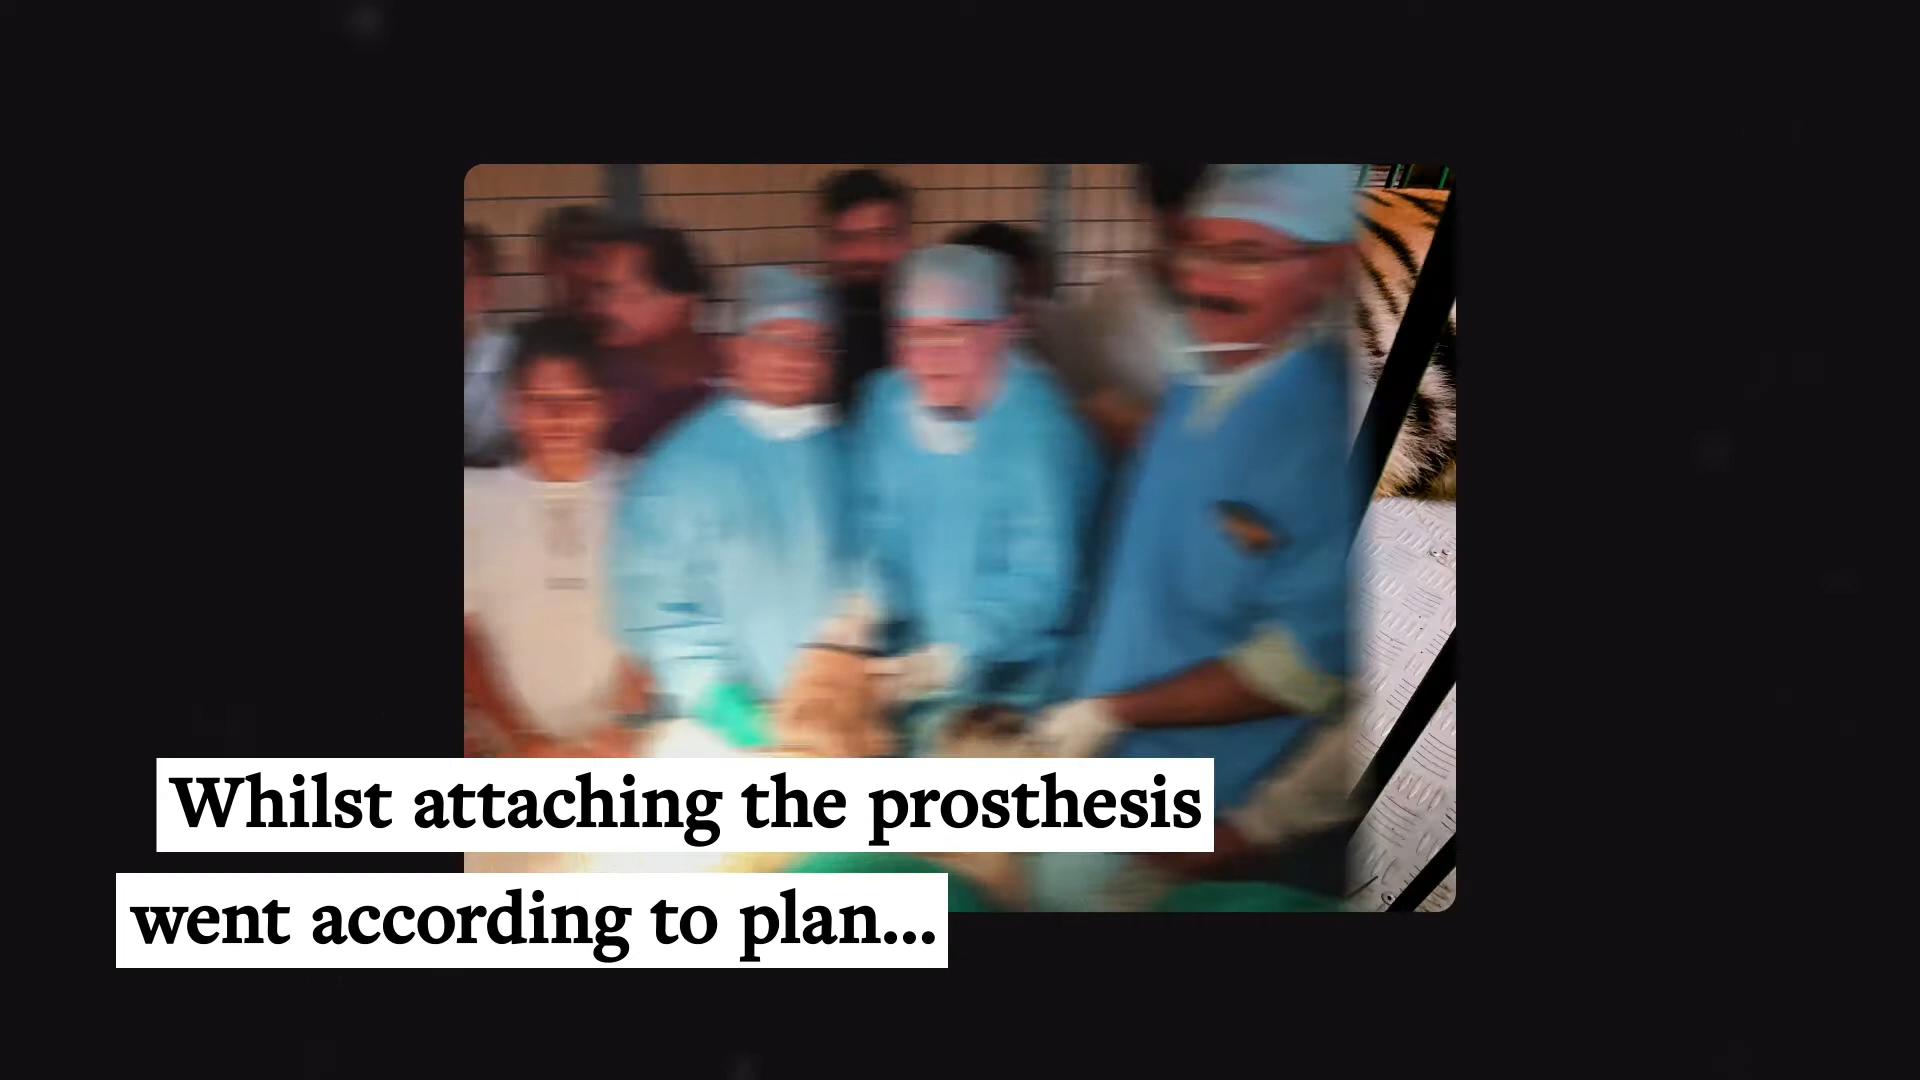 Whilst attaching the prosthesis
went according to plan...